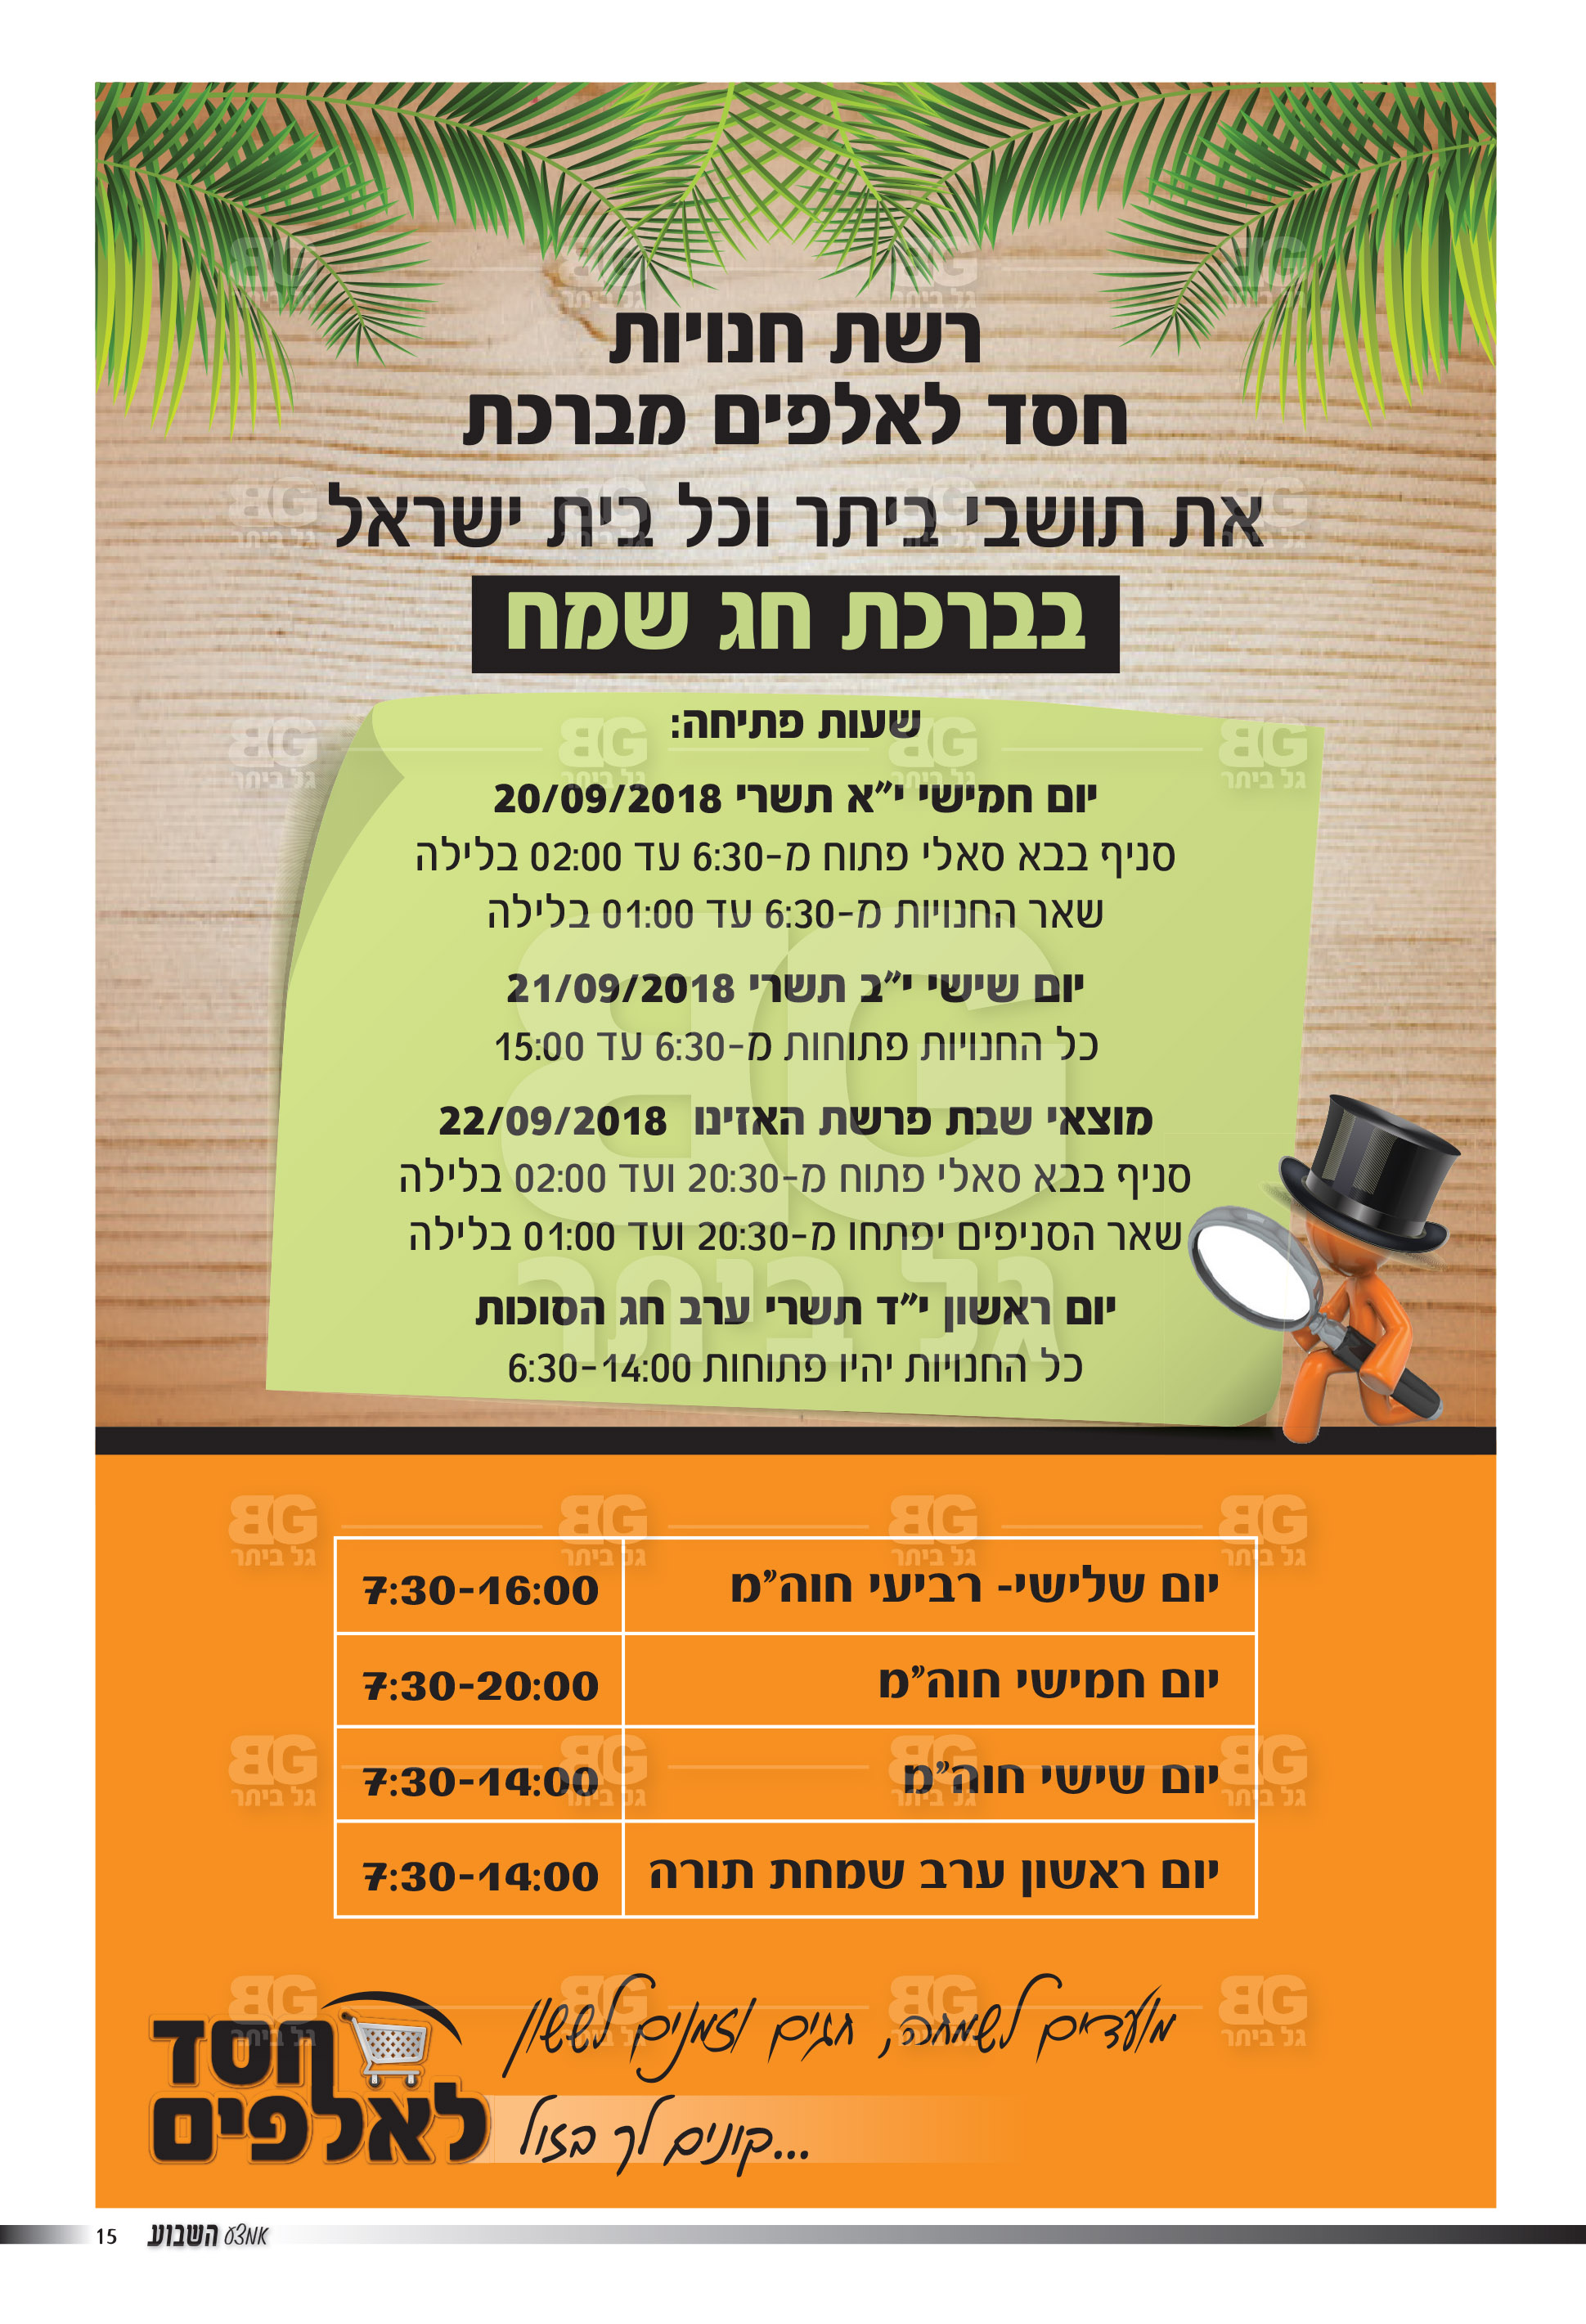 רשת חנויות
חסד לאלפים מברכת
את תושבי ביתר וכל בית ישראל
בברכת חג שמח
שעות פתיחה:
יום חמישי י״א תשרי 20/09/2018
סניף בבא סאלי פתוח מ-6:30 עד 02:00 בלילה
שאר החנויות מ-6:30 עד 01:00 בלילה
יום שישי י״ב תשרי 21/09/2018
כל החנויות פתוחות מ-6:30 עד 15:00
מוצאי שבת פרשת האזינו 22/09/2018
סניף בבא סאלי פתוח מ-20:30 ועד 02:00 בלילה
שאר הסניפים יפתחו מ-20:30 ועד 01:00 בלילה
יום ראשון י״ד תשרי ערב חג הסוכות
כל החנויות יהיו פתוחות 6:30-14:00
יום שלישי- רביעי חוה״מ 7:30-16:00
יום חמישי חוה״מ 7:30-20:00
יום שישי חוה״מ 7:30-14:00
יום ראשון ערב שמחת תורה 7:30-14:00
מועדים לשמחה, חגים וזמנים לששון
חסד
לאלפים
...קונים לך בזול
אמצע השבוע 15
BG
גל ביתר